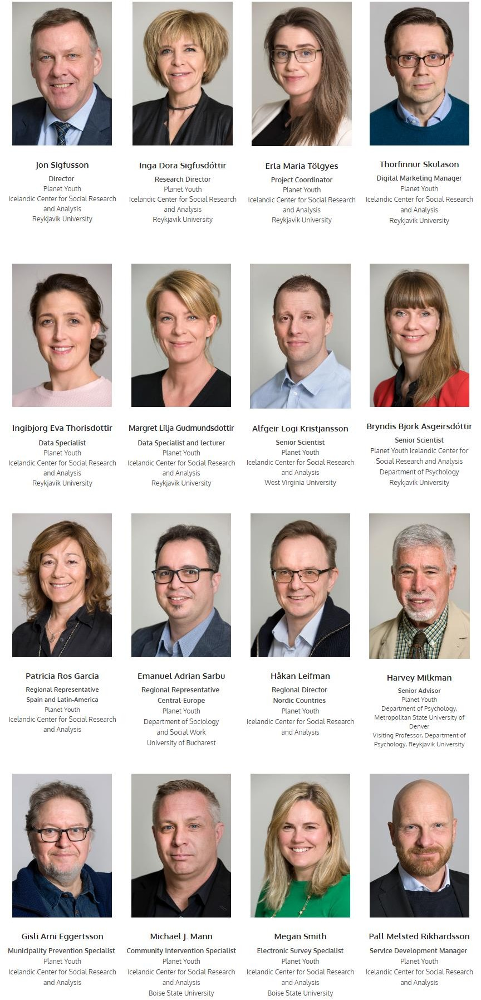 Jon Sigfusson
Director
Planet Youth
Icelandic Center for Social Research
and Analysis
Reykjavik University
Inga Dora Sigfusdóttir
Research Director
Planet Youth
Icelandic Center for Social Research
and Analysis
Reykjavik University
Erla Maria Tölgyes
Project Coordinator
Planet Youth
Icelandic Center for Social Research
and Analysis
Reykjavik University
Thorfinnur Skulason
Digital Marketing Manager
Planet Youth
Icelandic Center for Social Research
and Analysis
Reykjavik University
Ingibjorg Eva Thorisdottir
Data Specialist
Planet Youth
Icelandic Center for Social Research
and Analysis
Reykjavik University
Margret Lilja Gudmundsdottir
Data Specialist and lecturer
Planet Youth
Icelandic Center for Social Research
and Analysis
Reykjavik University
Alfgeir Logi Kristjansson
Senior Scientist
Planet Youth
Icelandic Center for Social Research
and Analysis
West Virginia University
Bryndis Bjork Asgeirsdóttir
Senior Scientist
Planet Youth Icelandic Center for
Social Research and Analysis
Department of Psychology
Reykjavik University
Patricia Ros Garcia
Regional Representative
Spain and Latin-America
Planet Youth
Icelandic Center for Social Research
and Analysis
Emanuel Adrian Sarbu
Regional Representative
Central-Europe
Planet Youth
Department of Sociology
and Social Work
University of Bucharest
Håkan Leifman
Regional Director
Nordic Countries
Planet Youth
Icelandic Center for Social Research
and Analysis
Harvey Milkman
Senior Advisor
Planet Youth
Department of Psychology,
Metropolitan State University of
Denver
Visiting Professor, Department of
Psychology, Reykjavik University
Gisli Arni Eggertsson
Municipality Prevention Specialist
Planet Youth
Icelandic Center for Social Research
and Analysis
Michael J. Mann
Community Intervention Specialist
Planet Youth
Icelandic Center for Social Research
and Analysis
Boise State University
Megan Smith
Electronic Survey Specialist
Planet Youth
Icelandic Center for Social Research
and Analysis
Boise State University
Pall Melsted Rikhardsson
Service Development Manager
Planet Youth
Icelandic Center for Social Research
and Analysis